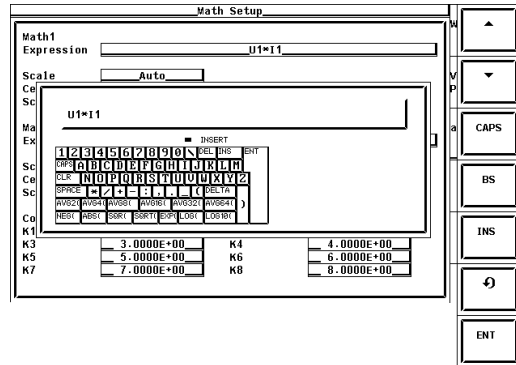 Math Setup
Math1
Expression U1*I1
Scale Auto
Ce
Sc
U1*I1
INSERT
1 2 3 4 5 6 7 8 9 0 \ DEL INS ENT
CAPS A B C D E F G H I J K L M
CLR N O P Q R S T U V W X Y Z
SPACE * / + - : , . _ ( DELTA
AVG2( AVG4( AVG8( AVG16( AVG32( AVG64( )
NEG( ABS( SQR( SQRT( EXP( LOG( LOG10(
Ma
Ex
Sc
Ce
Sc
Co
K1
K3 3.0000E+00 K4 4.0000E+00
K5 5.0000E+00 K6 6.0000E+00
K7 7.0000E+00 K8 8.0000E+00
W
V
P
a
CAPS
BS
INS
ENT